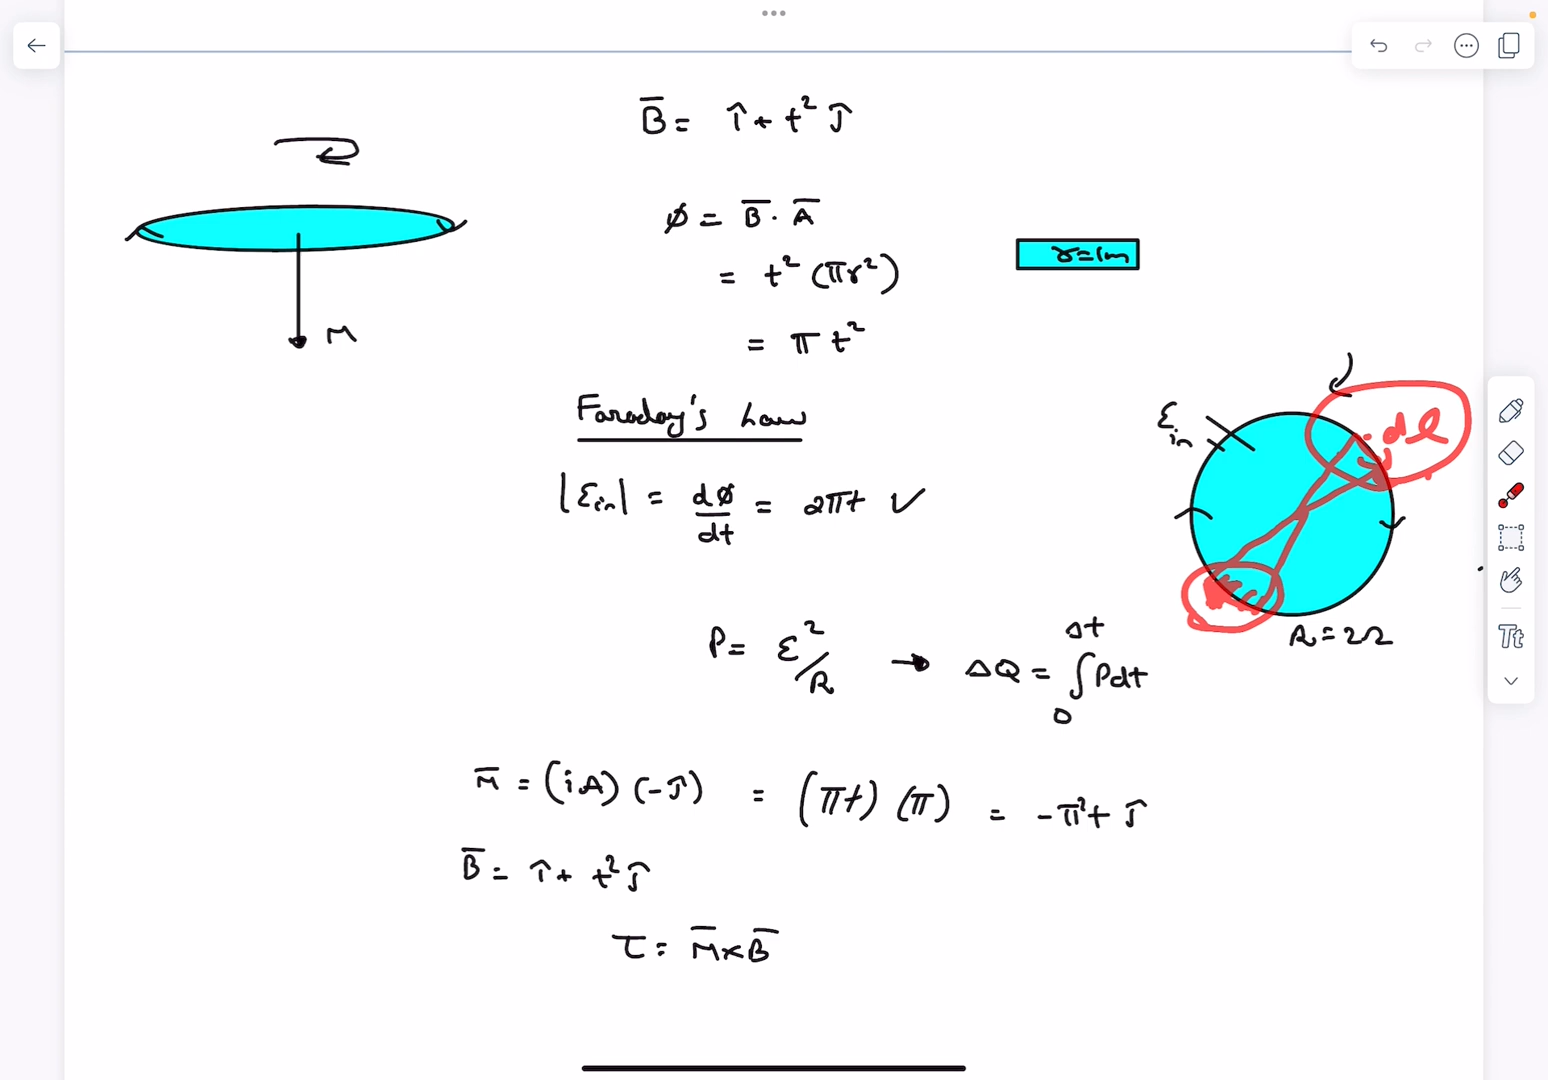 B̄ = î + t² ĵ
φ = B̄ · Ā
= t² (πr²)
r=1m
= π t²
M
Faraday's Law
|ε_in| = dφ/dt = 2πt ✓
ε_in
dl
R = 2Ω
P = ε²/R → ΔQ = ∫₀^Δt P dt
M̄ = (iA) (-ĵ) = (πt) (π) = -π²t ĵ
B̄ = î + t² ĵ
τ = M̄ × B̄
Tt